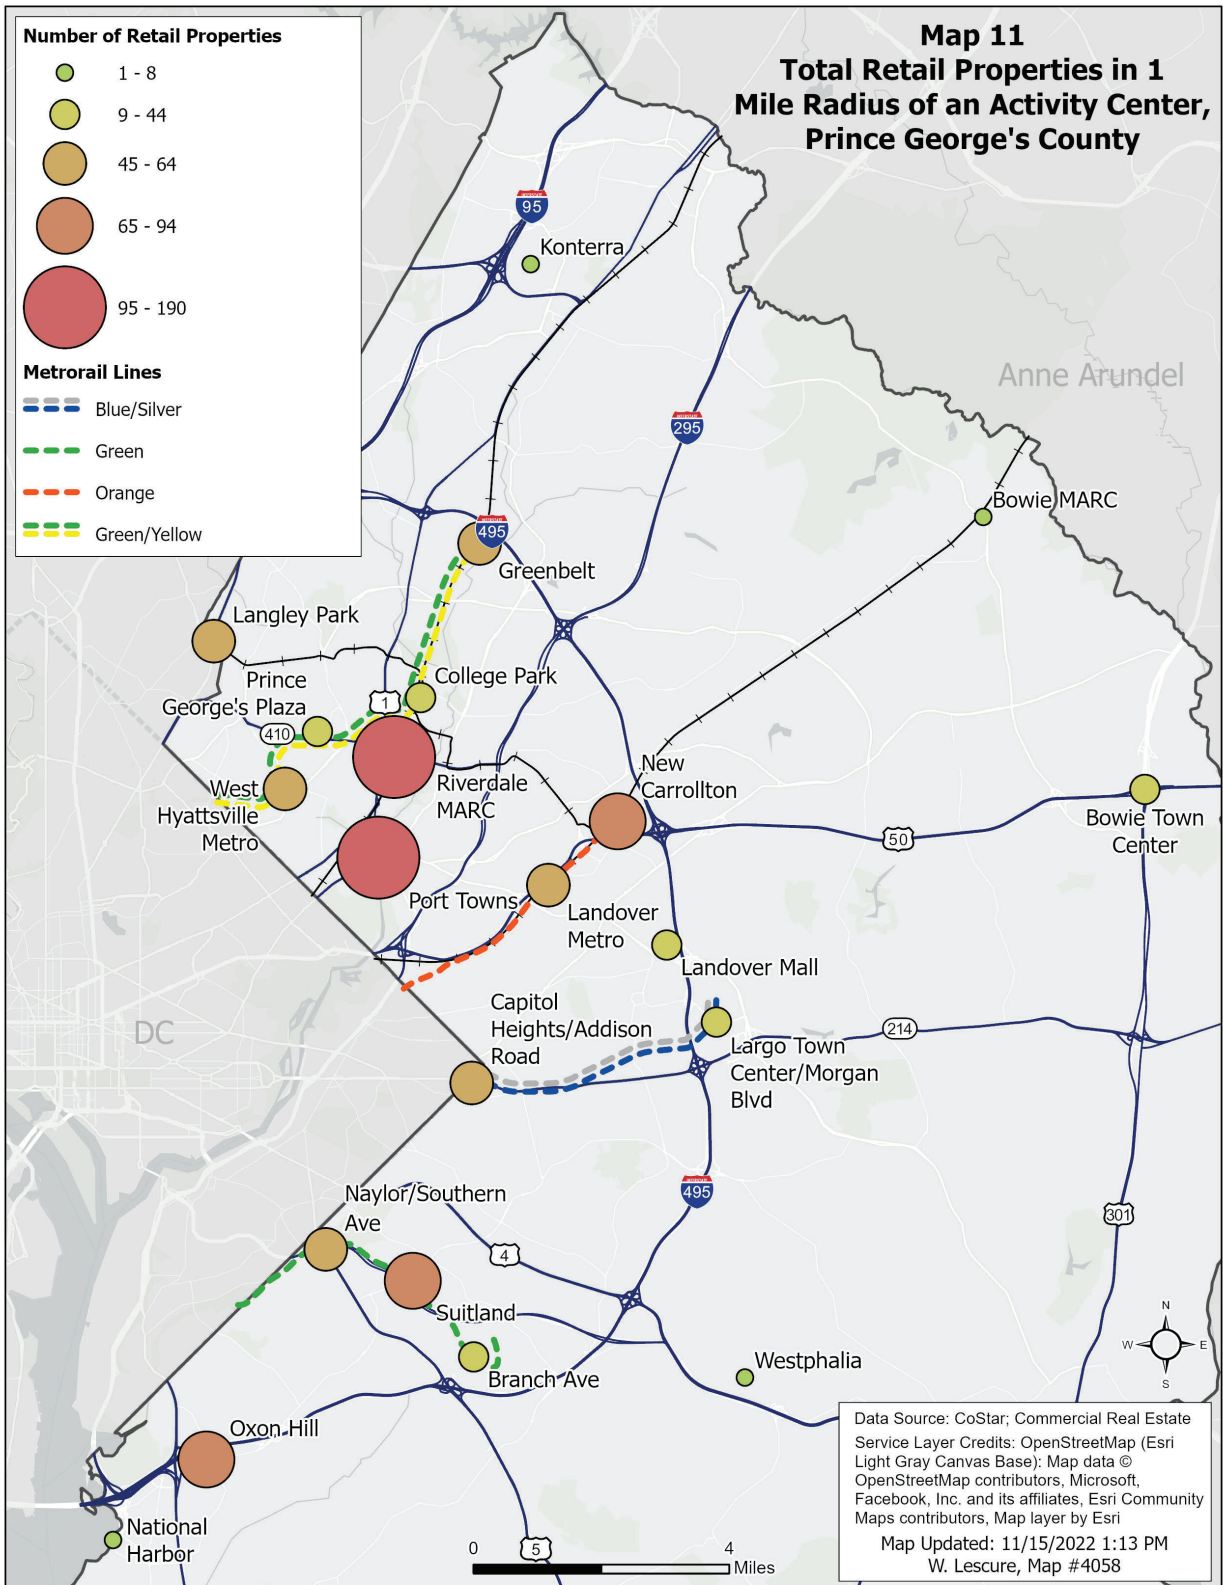 Map 11
Total Retail Properties in 1
Mile Radius of an Activity Center,
Prince George's County
Number of Retail Properties
1 - 8
9 - 44
45 - 64
65 - 94
95 - 190
Metrorail Lines
Blue/Silver
Green
Orange
Green/Yellow
INTERSTATE
95
Konterra
Anne Arundel
INTERSTATE
295
Bowie MARC
INTERSTATE
495
Greenbelt
Langley Park
Prince
George's Plaza
College Park
1
410
West
Hyattsville
Metro
Riverdale
MARC
New
Carrollton
50
Bowie Town
Center
Port Towns
Landover
Metro
Landover Mall
Capitol
Heights/Addison
Road
DC
214
Largo Town
Center/Morgan
Blvd
INTERSTATE
495
Naylor/Southern
Ave
301
4
Suitland
Branch Ave
Westphalia
N
W
E
S
Oxon Hill
National
Harbor
5
0
4
Miles
Data Source: CoStar; Commercial Real Estate
Service Layer Credits: OpenStreetMap (Esri
Light Gray Canvas Base): Map data ©
OpenStreetMap contributors, Microsoft,
Facebook, Inc. and its affiliates, Esri Community
Maps contributors, Map layer by Esri
Map Updated: 11/15/2022 1:13 PM
W. Lescure, Map #4058